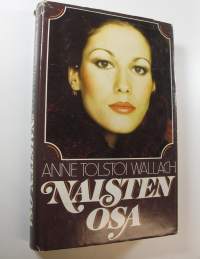 ANNE TOLSTOI WALLACH
NAISTEN
OSA